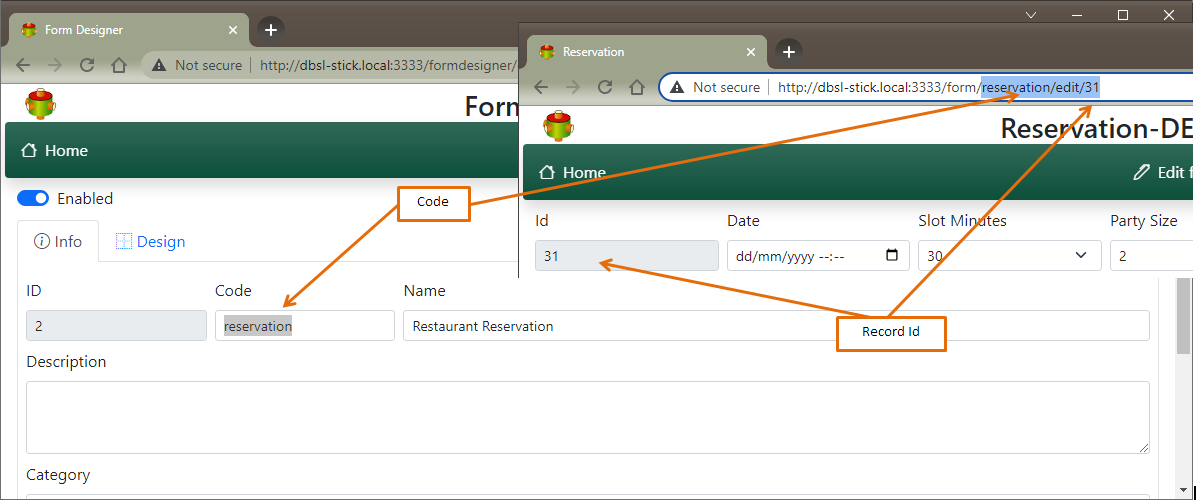 Form Designer
Not secure
http://dbsl-stick.local:3333/formdesigner/
Form
Home
Enabled
Info
Design
ID
Code
Name
2
reservation
Restaurant Reservation
Description
Category
Reservation
Not secure
http://dbsl-stick.local:3333/form/reservation/edit/31
Reservation-DE
Home
Edit f
Id
Date
Slot Minutes
Party Size
31
dd/mm/yyyy --:--
30
2
Code
Record Id